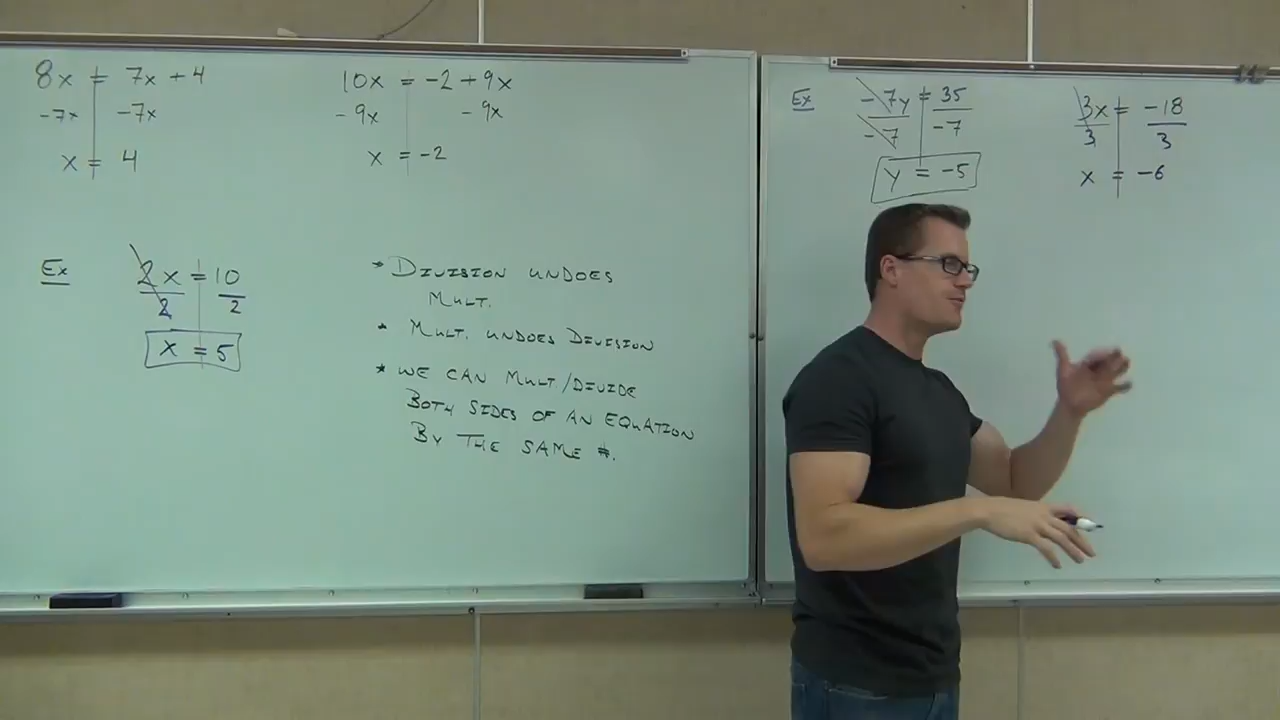 8x = 7x + 4
-7x -7x
x = 4
10x = -2 + 9x
- 9x - 9x
x = -2
Ex
2x = 10
2 2
x = 5
* DIVISION UNDOES
MULT.
* MULT. UNDOES DIVISION
* WE CAN MULT/DIVIDE
BOTH SIDES OF AN EQUATION
BY THE SAME #.
Ex
-7y = 35
-7 -7
y = -5
3x = -18
3 3
x = -6